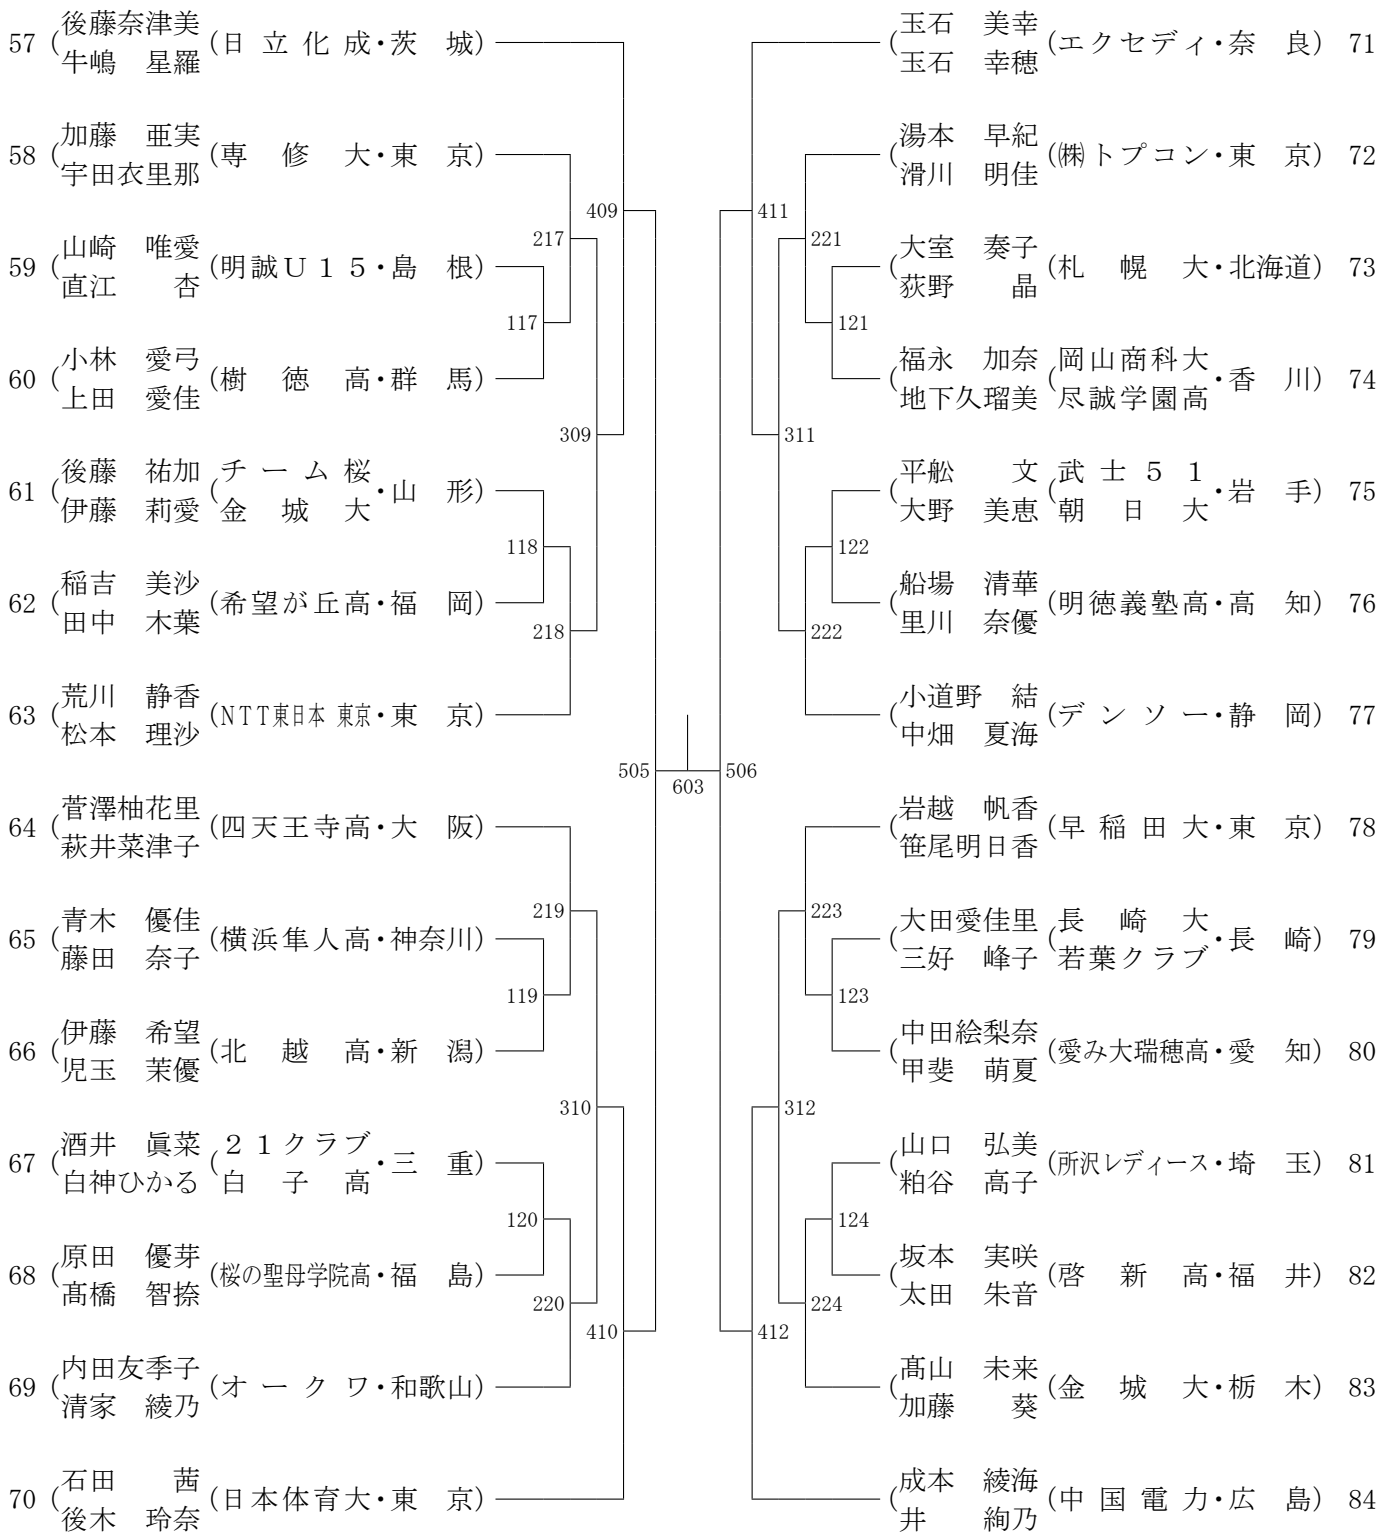 57 (後藤奈津美 牛嶋　星羅 (日立化成・茨　城)
58 (加藤　亜実 宇田衣里那 (専修大・東　京)
59 (山崎　唯愛 直江　　杏 (明誠Ｕ１５・島　根)
60 (小林　愛弓 上田　愛佳 (樹徳高・群　馬)
61 (後藤　祐加 伊藤　莉愛 (チーム桜 金城大・山　形)
62 (稲吉　美沙 田中　木葉 (希望が丘高・福　岡)
63 (荒川　静香 松本　理沙 (NTT東日本 東京・東　京)
64 (菅澤柚花里 萩井菜津子 (四天王寺高・大　阪)
65 (青木　優佳 藤田　奈子 (横浜隼人高・神奈川)
66 (伊藤　希望 児玉　茉優 (北越高・新　潟)
67 (酒井　眞菜 白神ひかる (２１クラブ 白子高・三　重)
68 (原田　優芽 髙橋　智捺 (桜の聖母学院高・福　島)
69 (内田友季子 清家　綾乃 (オークワ・和歌山)
70 (石田　　茜 後木　玲奈 (日本体育大・東　京)
409
217
117
309
118
218
505
219
119
310
120
220
410
603
411
221
121
311
122
222
506
223
123
312
124
224
412
(玉石　美幸 玉石　幸穂 (エクセディ・奈　良) 71
(湯本　早紀 滑川　明佳 (㈱トプコン・東　京) 72
(大室　奏子 荻野　　晶 (札幌大・北海道) 73
(福永　加奈 地下久瑠美 (岡山商科大 尽誠学園高・香　川) 74
(平舩　　文 大野　美恵 (武士５１ 朝日大・岩　手) 75
(船場　清華 里川　奈優 (明徳義塾高・高　知) 76
(小道野　結 中畑　夏海 (デンソー・静　岡) 77
(岩越　帆香 笹尾明日香 (早稲田大・東　京) 78
(大田愛佳里 三好　峰子 (長崎大 若葉クラブ・長　崎) 79
(中田絵梨奈 甲斐　萌夏 (愛み大瑞穂高・愛　知) 80
(山口　弘美 粕谷　高子 (所沢レディース・埼　玉) 81
(坂本　実咲 太田　朱音 (啓新高・福　井) 82
(髙山　未来 加藤　　葵 (金城大・栃　木) 83
(成本　綾海 井　　絢乃 (中国電力・広　島) 84